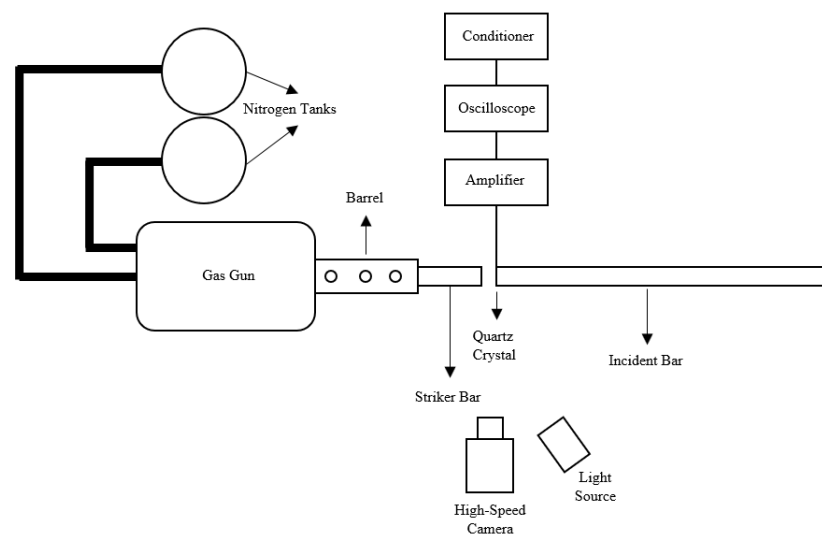 Conditioner
Nitrogen Tanks
Oscilloscope
Amplifier
Barrel
Gas Gun
Quartz
Crystal
Incident Bar
Striker Bar
Light
Source
High-Speed
Camera